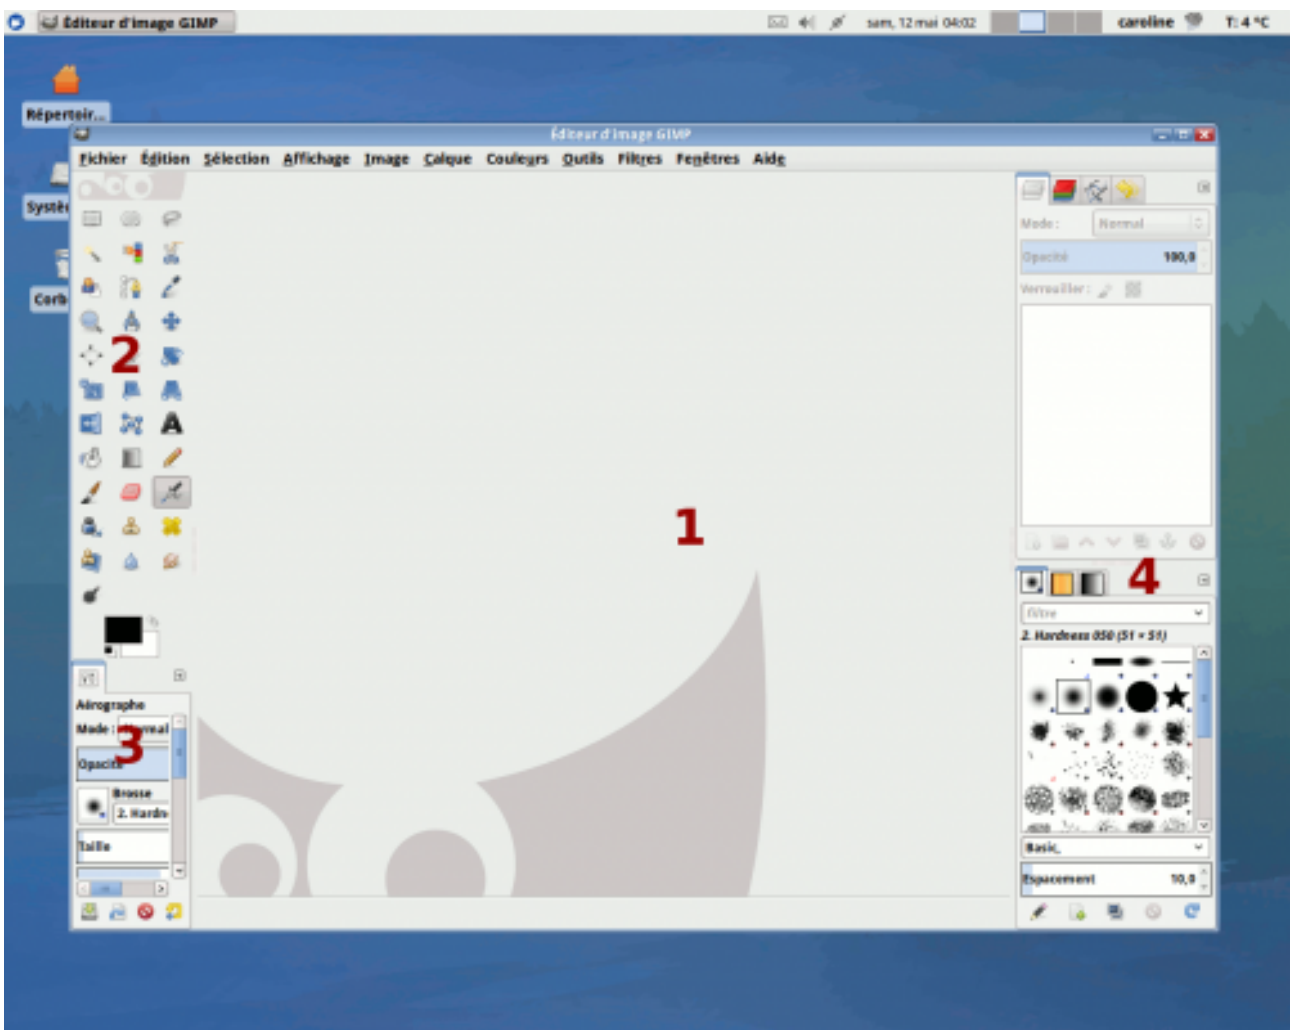 Éditeur d'image GIMP
sam, 12 mai 04:02
caroline
T: 4 °C
Répertoir...
Systè
Corb
Éditeur d'image GIMP
Fichier Édition Sélection Affichage Image Calque Couleurs Outils Filtres Fenêtres Aide
Mode : Normal
Opacité 100,0
Verrouiller :
2
1
4
filtre
2. Hardness 050 (51 × 51)
Aérographe
Mode : Normal
3
Opacité
Brosse
2. Hardn
Taille
Basic,
Espacement 10,0